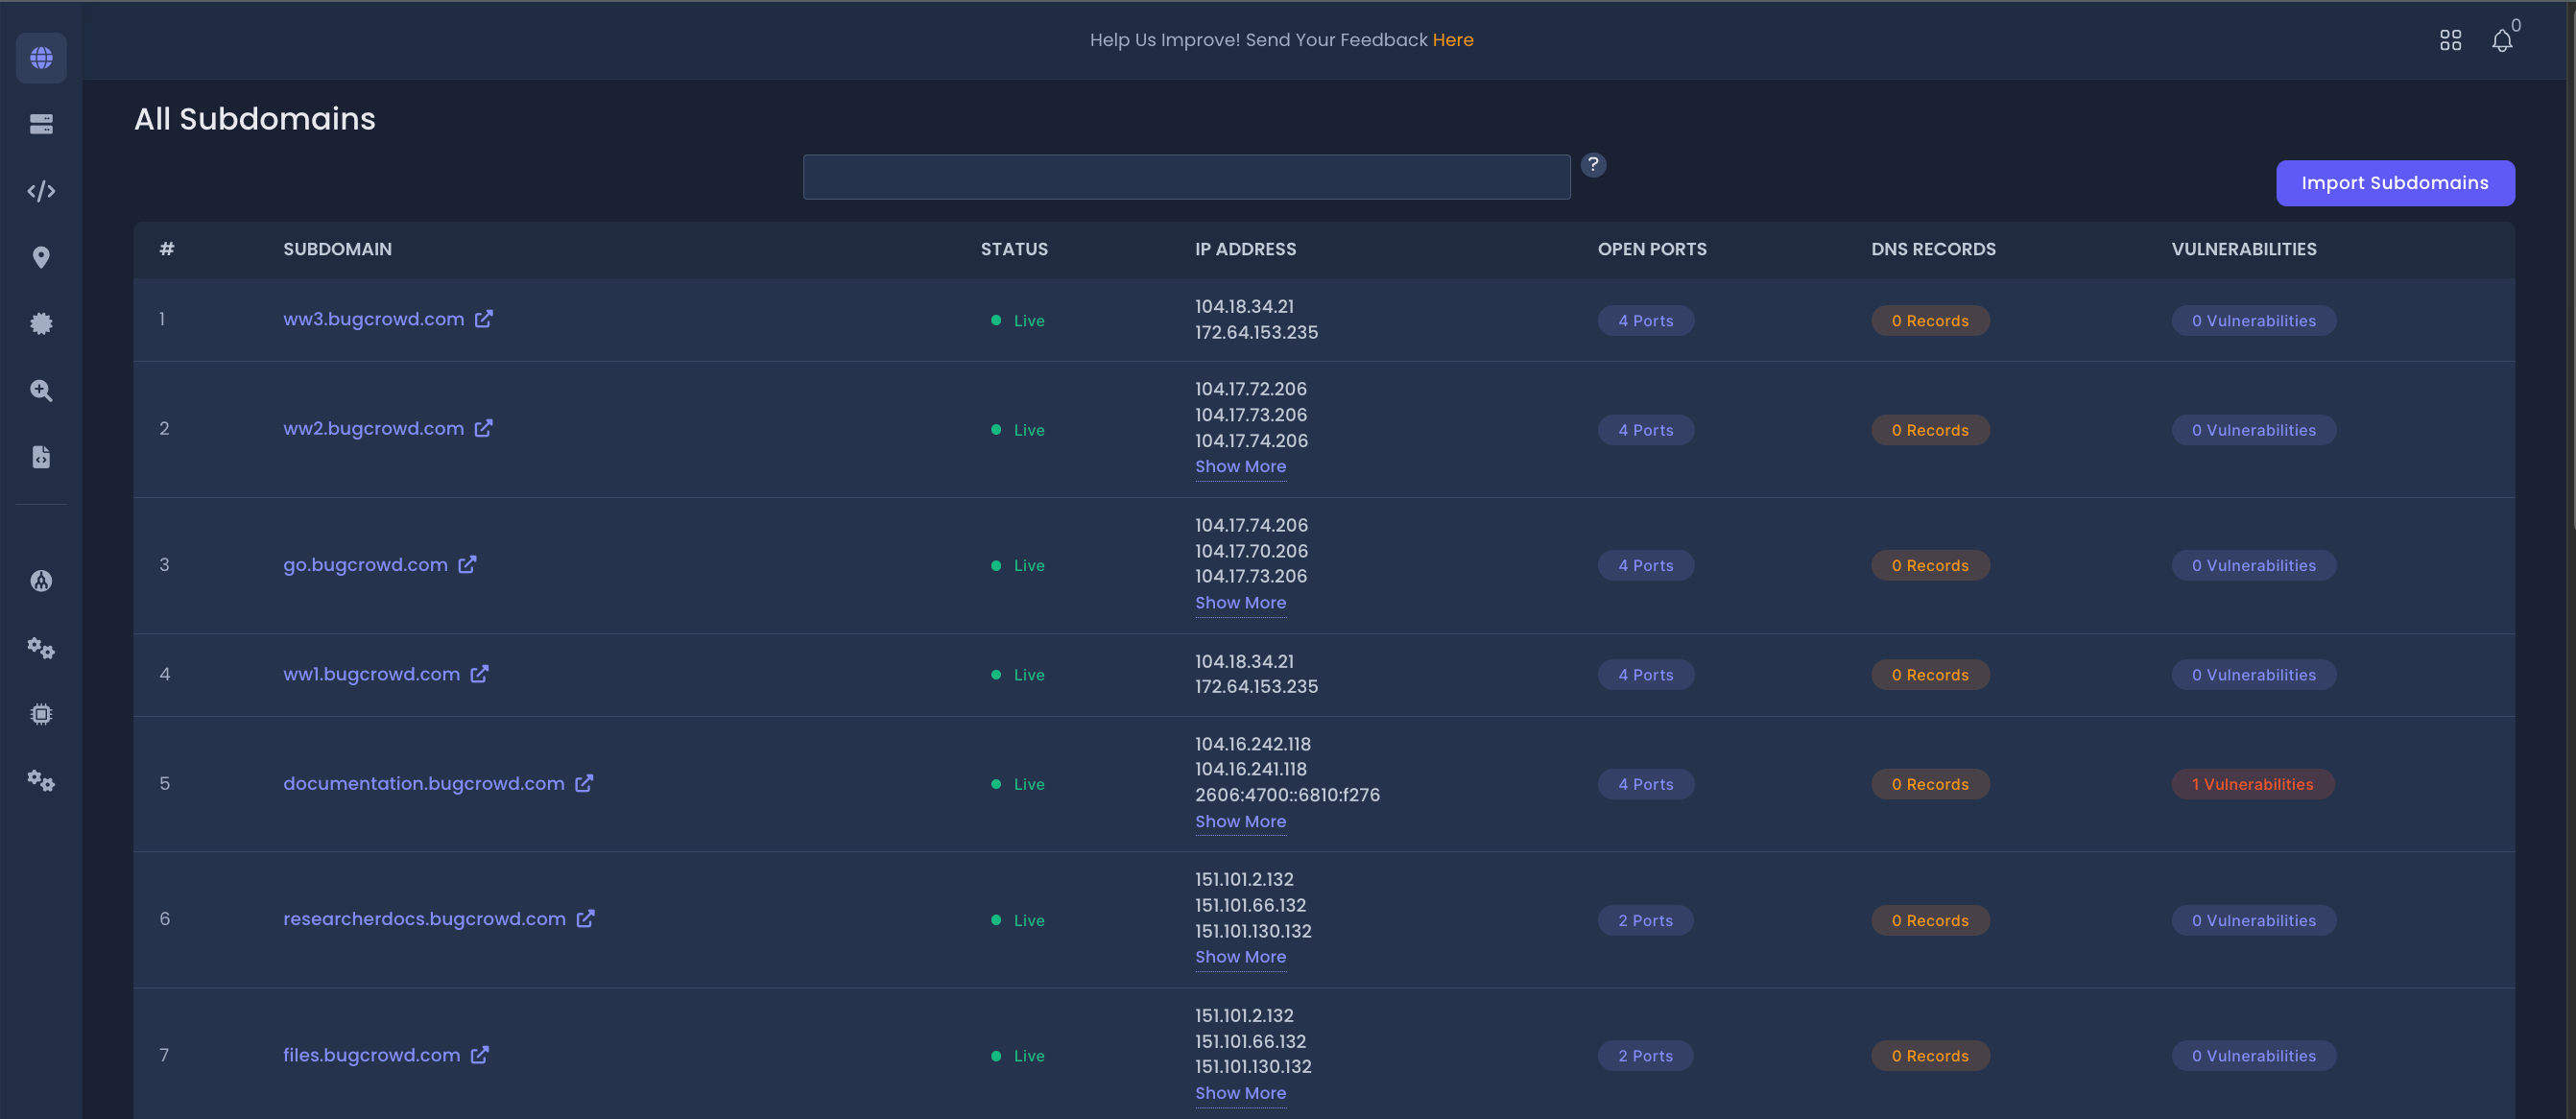 Help Us Improve! Send Your Feedback Here
0
All Subdomains
?
Import Subdomains
# SUBDOMAIN STATUS IP ADDRESS OPEN PORTS DNS RECORDS VULNERABILITIES
1 ww3.bugcrowd.com Live 104.18.34.21 4 Ports 0 Records 0 Vulnerabilities
172.64.153.235
2 ww2.bugcrowd.com Live 104.17.72.206 4 Ports 0 Records 0 Vulnerabilities
104.17.73.206
104.17.74.206
Show More
3 go.bugcrowd.com Live 104.17.74.206 4 Ports 0 Records 0 Vulnerabilities
104.17.70.206
104.17.73.206
Show More
4 ww1.bugcrowd.com Live 104.18.34.21 4 Ports 0 Records 0 Vulnerabilities
172.64.153.235
5 documentation.bugcrowd.com Live 104.16.242.118 4 Ports 0 Records 1 Vulnerabilities
104.16.241.118
2606:4700::6810:f276
Show More
6 researcherdocs.bugcrowd.com Live 151.101.2.132 2 Ports 0 Records 0 Vulnerabilities
151.101.66.132
151.101.130.132
Show More
7 files.bugcrowd.com Live 151.101.2.132 2 Ports 0 Records 0 Vulnerabilities
151.101.66.132
151.101.130.132
Show More